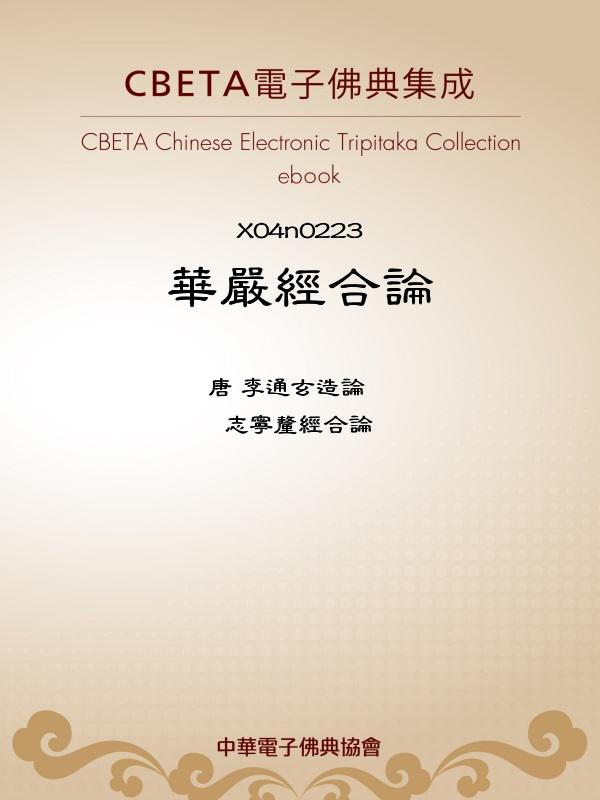 CBETA電子佛典集成
CBETA Chinese Electronic Tripitaka Collection
ebook
X04n0223
華嚴經合論
唐 李通玄造論
志寧釐經合論
中華電子佛典協會